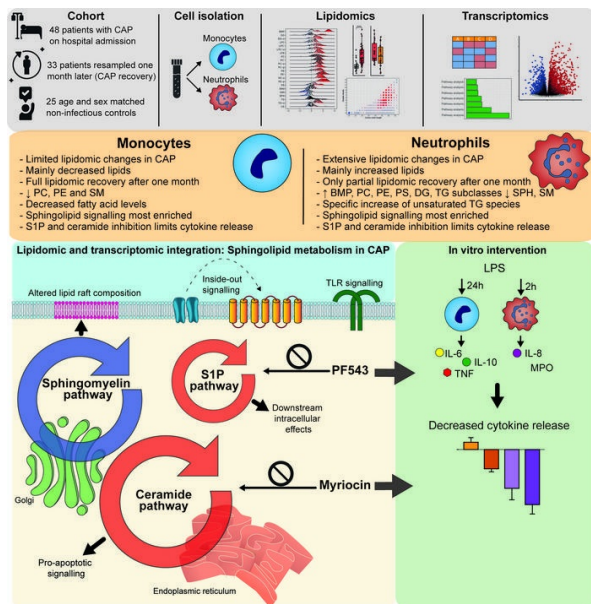 Cohort
48 patients with CAP
on hospital admission
33 patients resampled one
month later (CAP recovery)
25 age and sex matched
non-infectious controls
Cell isolation
Monocytes
Neutrophils
Lipidomics
Transcriptomics
Monocytes
- Limited lipidomic changes in CAP
- Mainly decreased lipids
- Full lipidomic recovery after one month
- ↓ PC, PE and SM
- Decreased fatty acid levels
- Sphingolipid signalling most enriched
- S1P and ceramide inhibition limits cytokine release
Neutrophils
- Extensive lipidomic changes in CAP
- Mainly increased lipids
- Only partial lipidomic recovery after one month
- ↑ BMP, PC, PE, PS, DG, TG subclasses ↓ SPH, SM
- Specific increase of unsaturated TG species
- Sphingolipid signalling most enriched
- S1P and ceramide inhibition limits cytokine release
Lipidomic and transcriptomic integration: Sphingolipid metabolism in CAP
Altered lipid raft composition
Inside-out
signalling
TLR signalling
Sphingomyelin
pathway
Golgi
S1P
pathway
PF543
Downstream
intracellular
effects
Ceramide
pathway
Myriocin
Pro-apoptotic
signalling
Endoplasmic reticulum
In vitro intervention
LPS
24h
2h
IL-6
IL-10
TNF
IL-8
MPO
Decreased cytokine release